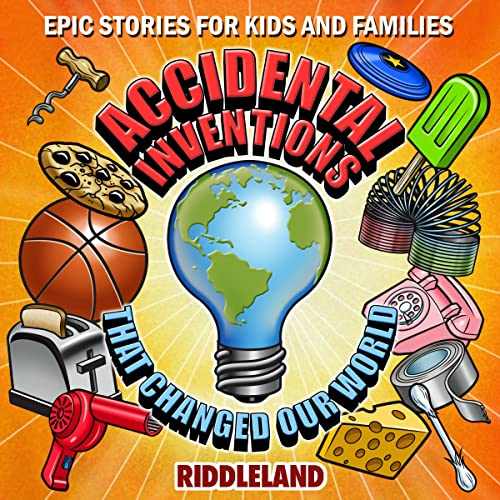 EPIC STORIES FOR KIDS AND FAMILIES
ACCIDENTAL
INVENTIONS
THAT CHANGED OUR WORLD
RIDDLELAND